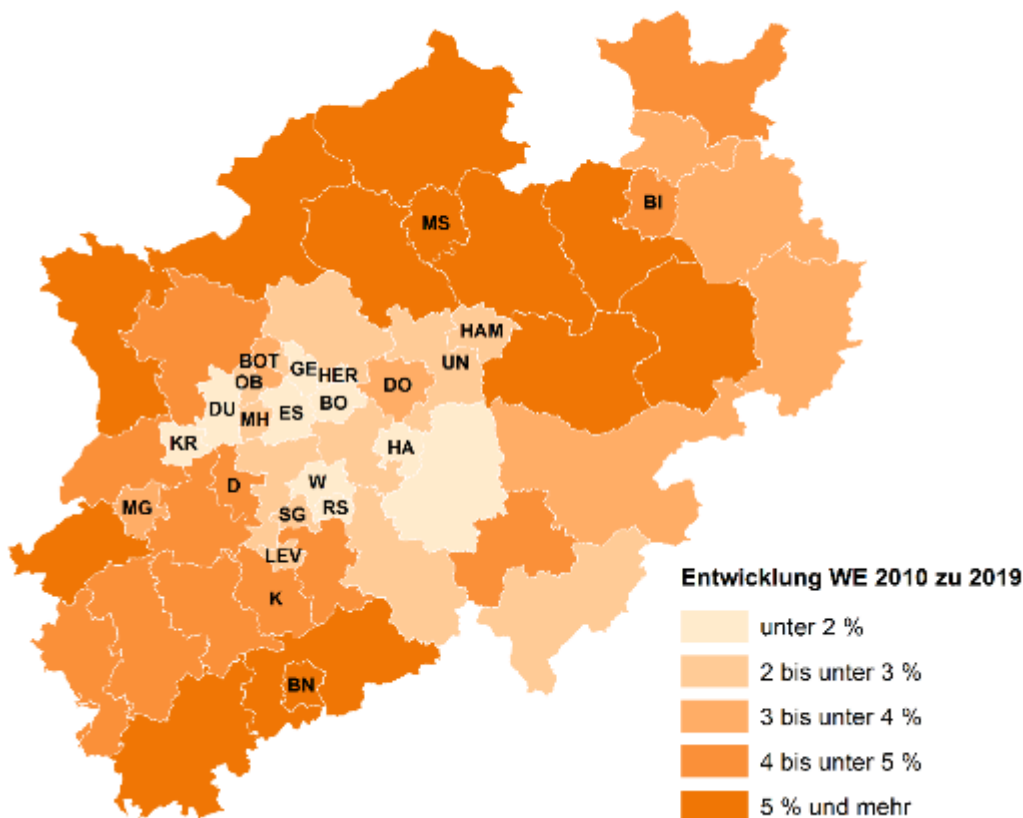 MS
BI
HAM
UN
BOT
GE
HER
OB
DO
DU
MH
ES
BO
KR
HA
D
W
MG
SG
RS
LEV
K
BN
Entwicklung WE 2010 zu 2019
unter 2 %
2 bis unter 3 %
3 bis unter 4 %
4 bis unter 5 %
5 % und mehr